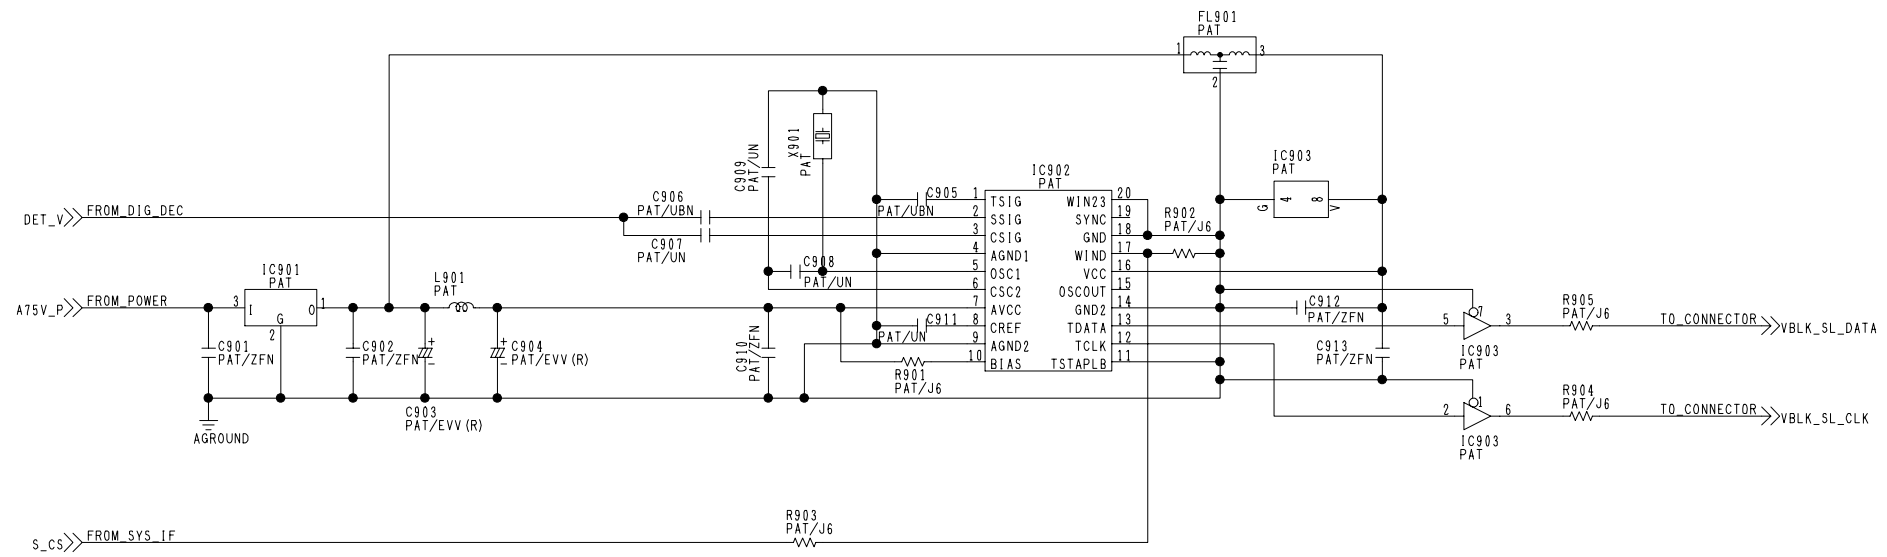 FL901
PAT
1
3
2
X901
PAT
C909
PAT/UN
IC903
PAT
G
4
8
V
IC902
PAT
DET_V
FROM_DIG_DEC
C906
PAT/UBN
C907
PAT/UN
C905
PAT/UBN
C908
PAT/UN
C911
PAT/UN
C910
PAT/ZFN
R901
PAT/J6
1
2
3
4
5
6
7
8
9
10
TSIG
SSIG
CSIG
AGND1
OSC1
CSC2
AVCC
CREF
AGND2
BIAS
WIN23
SYNC
GND
WIND
VCC
OSCOUT
GND2
TDATA
TCLK
TSTAPLB
20
19
18
17
16
15
14
13
12
11
R902
PAT/J6
C912
PAT/ZFN
C913
PAT/ZFN
A75V_P
FROM_POWER
IC901
PAT
3
I
O
1
G
2
L901
PAT
C901
PAT/ZFN
C902
PAT/ZFN
+
-
C903
PAT/EVV(R)
+
-
C904
PAT/EVV(R)
AGROUND
7
5
3
IC903
PAT
R905
PAT/J6
TO_CONNECTOR
VBLK_SL_DATA
1
2
6
IC903
PAT
R904
PAT/J6
TO_CONNECTOR
VBLK_SL_CLK
S_CS
FROM_SYS_IF
R903
PAT/J6